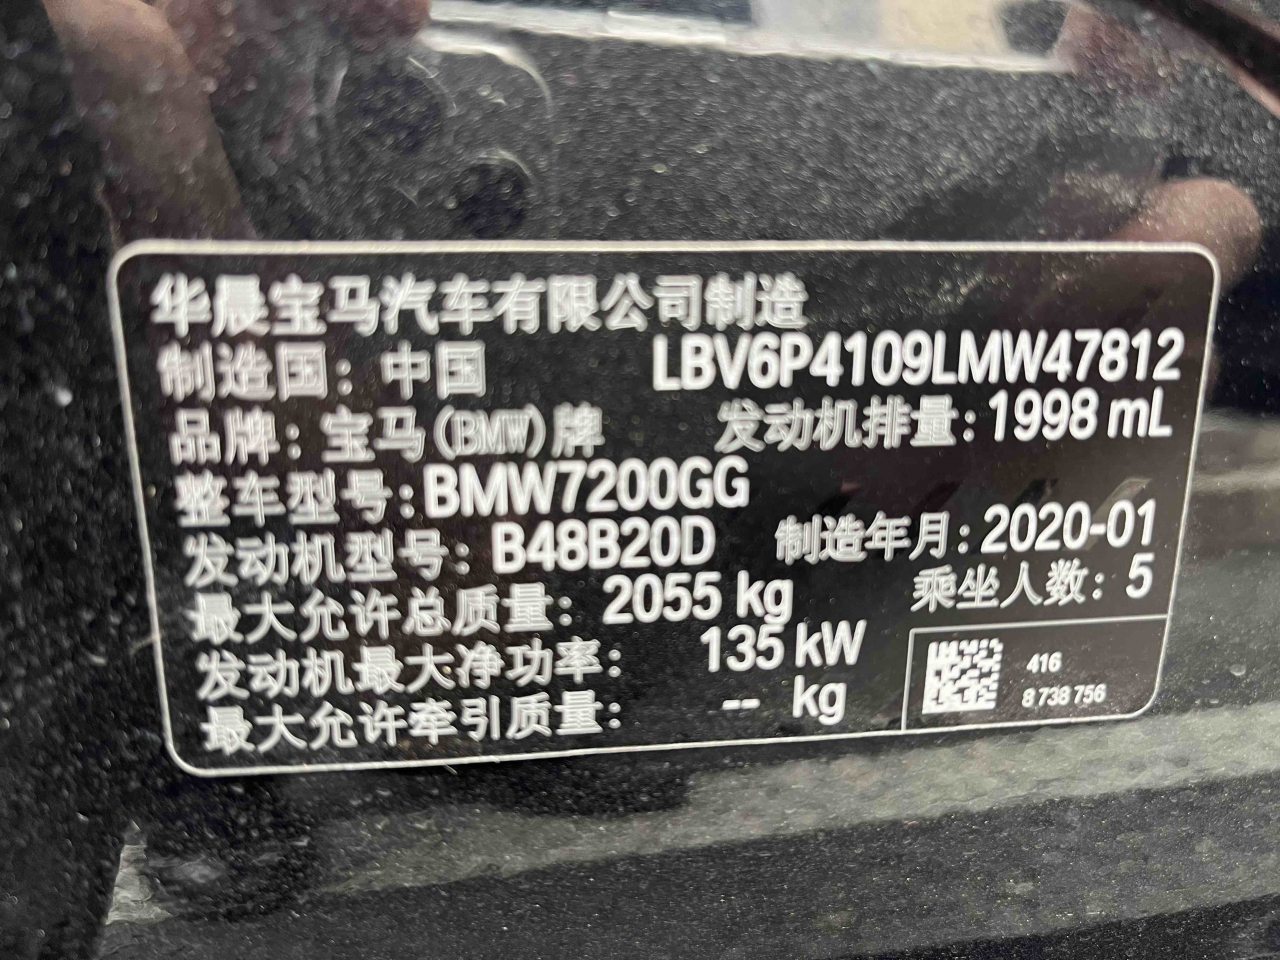 华晨宝马汽车有限公司制造
制造国：中国 LBV6P4109LMW47812
品牌：宝马(BMW)牌 发动机排量：1998 mL
整车型号：BMW7200GG
发动机型号：B48B20D 制造年月：2020-01
最大允许总质量：2055 kg 乘坐人数：5
发动机最大净功率： 135 kW
最大允许牵引质量： -- kg
416
8 738 756